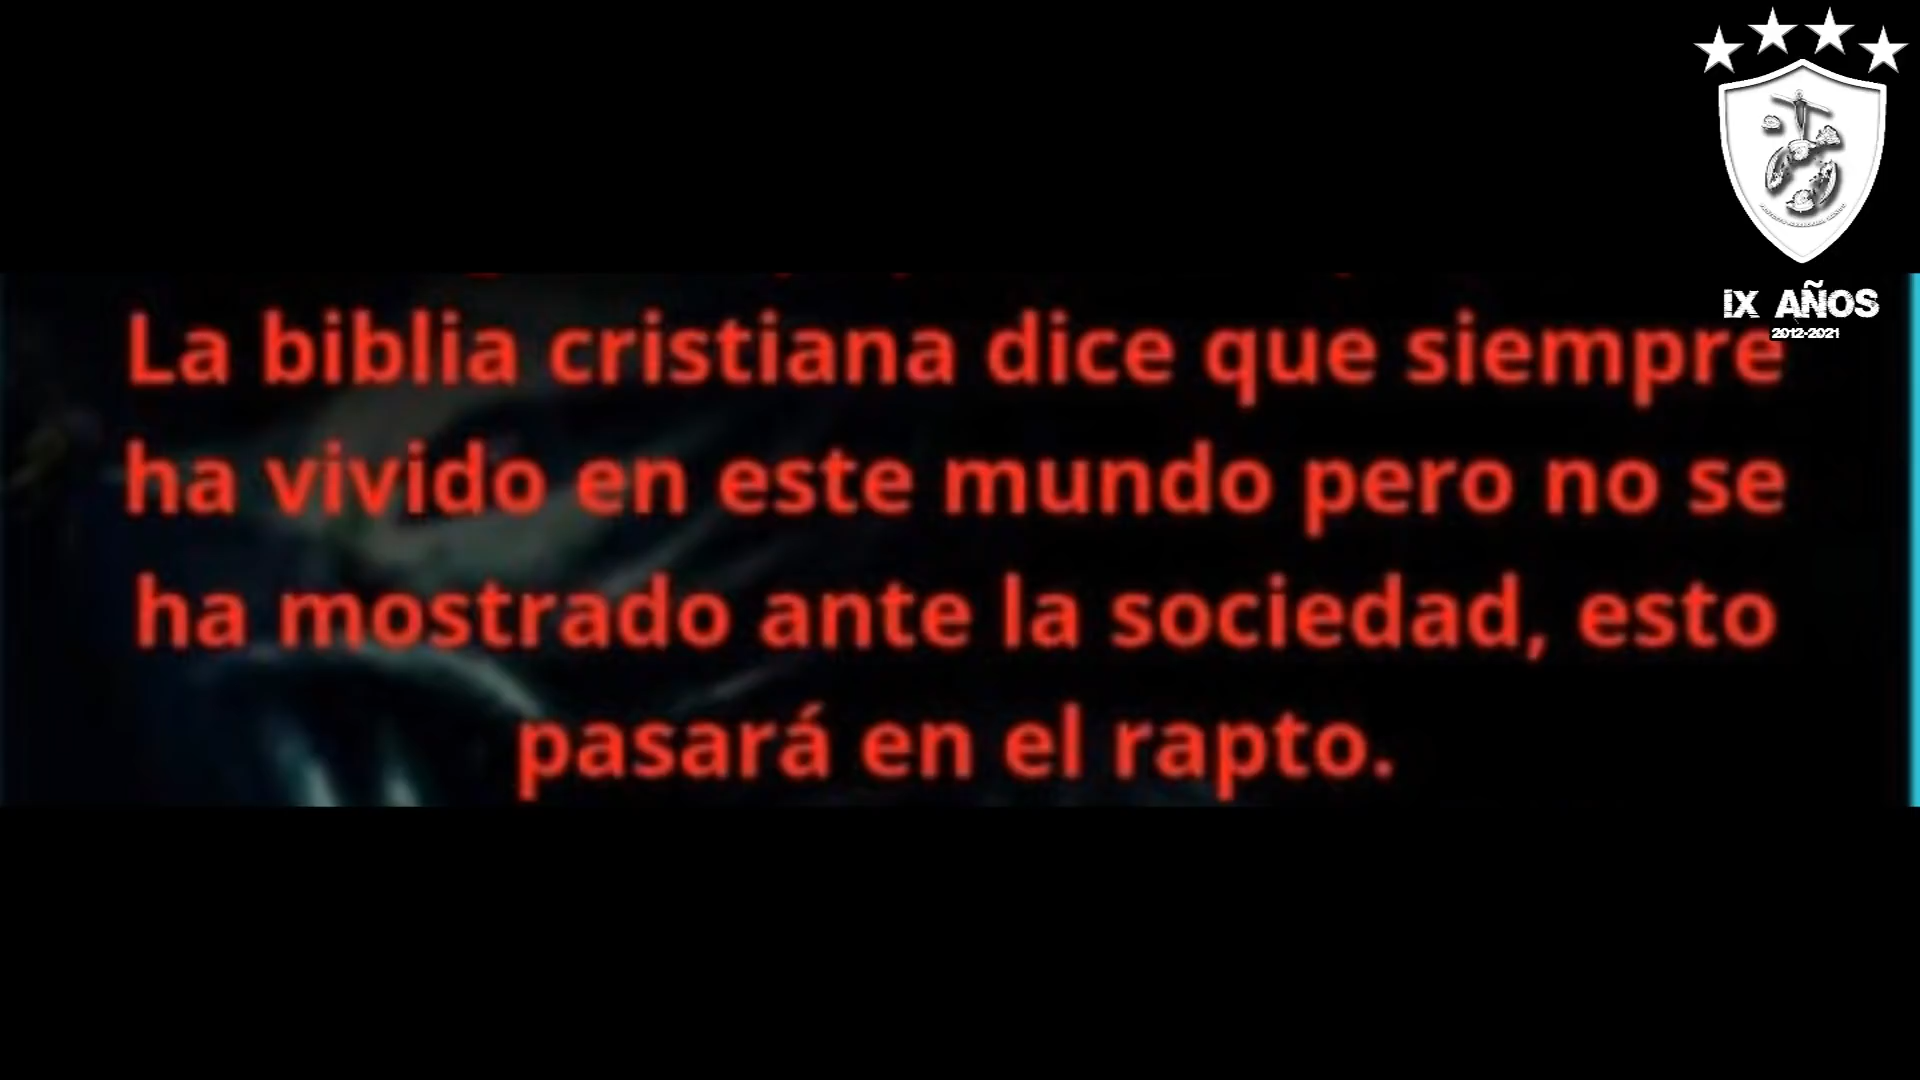 IX AÑOS
2012-2021
La biblia cristiana dice que siempre
ha vivido en este mundo pero no se
ha mostrado ante la sociedad, esto
pasará en el rapto.